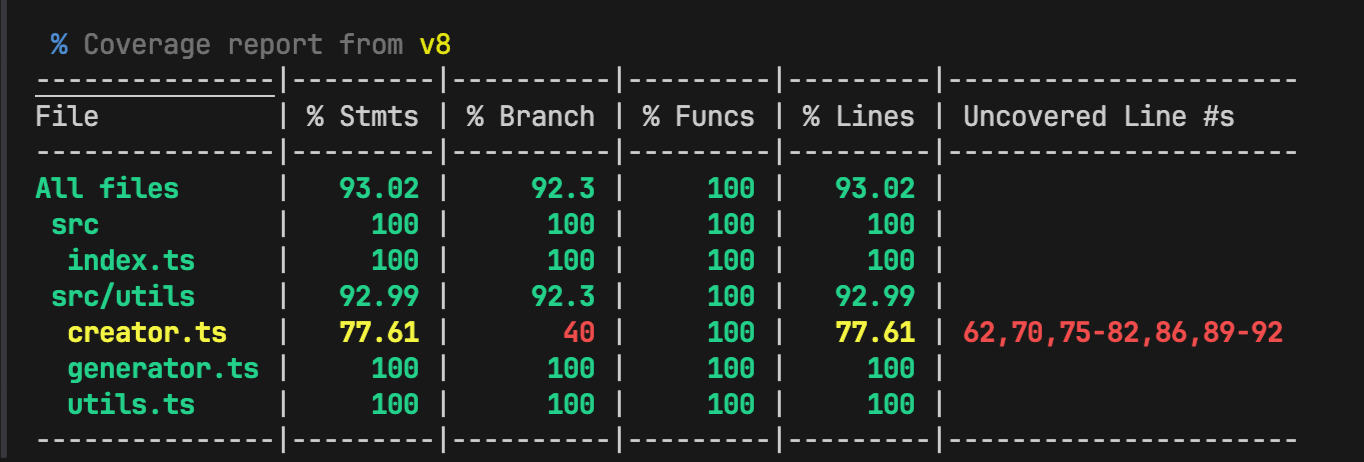 % Coverage report from v8
---------------|---------|----------|---------|---------|----------------------
File           | % Stmts | % Branch | % Funcs | % Lines | Uncovered Line #s
---------------|---------|----------|---------|---------|----------------------
All files      |   93.02 |     92.3 |     100 |   93.02 |
 src           |     100 |      100 |     100 |     100 |
  index.ts     |     100 |      100 |     100 |     100 |
 src/utils     |   92.99 |     92.3 |     100 |   92.99 |
  creator.ts   |   77.61 |       40 |     100 |   77.61 | 62,70,75-82,86,89-92
  generator.ts |     100 |      100 |     100 |     100 |
  utils.ts     |     100 |      100 |     100 |     100 |
---------------|---------|----------|---------|---------|----------------------